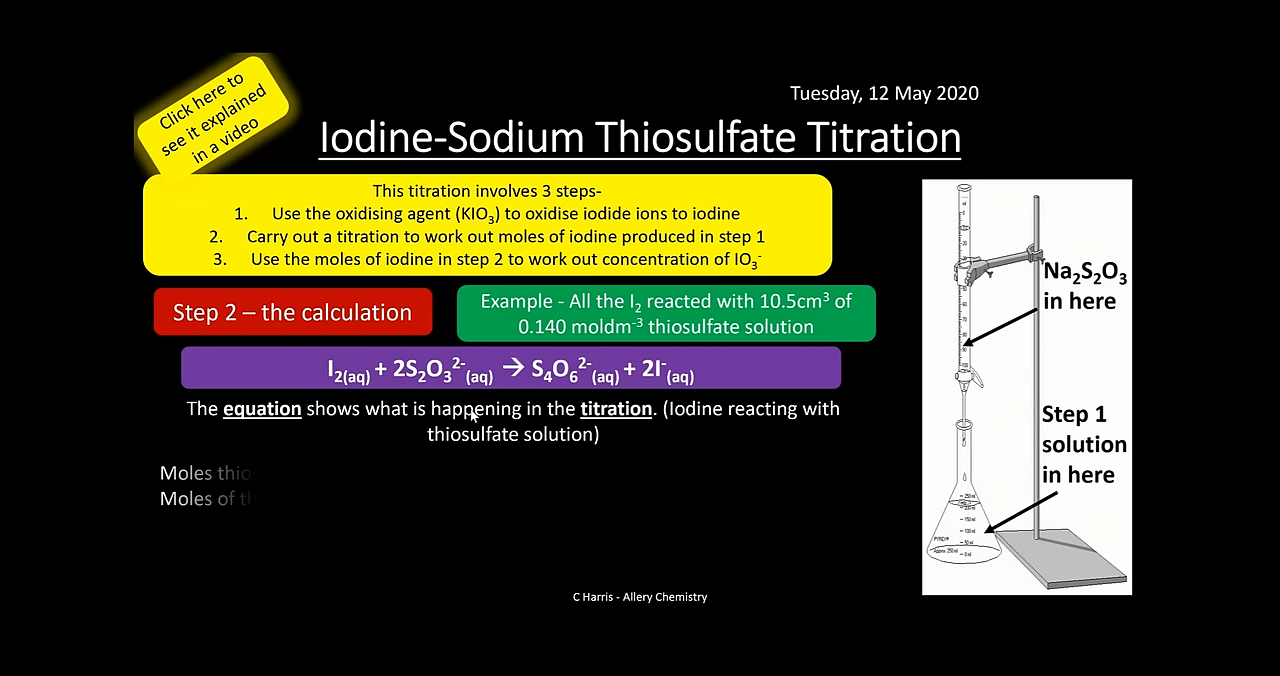 Click here to
see it explained
in a video
Tuesday, 12 May 2020
Iodine-Sodium Thiosulfate Titration
This titration involves 3 steps-
1. Use the oxidising agent (KIO₃) to oxidise iodide ions to iodine
2. Carry out a titration to work out moles of iodine produced in step 1
3. Use the moles of iodine in step 2 to work out concentration of IO₃⁻
Step 2 – the calculation
Example - All the I₂ reacted with 10.5cm³ of
0.140 moldm⁻³ thiosulfate solution
I₂₍aq₎ + 2S₂O₃²⁻₍aq₎ → S₄O₆²⁻₍aq₎ + 2I⁻₍aq₎
The equation shows what is happening in the titration. (Iodine reacting with
thiosulfate solution)
Moles thio
Moles of th
Na₂S₂O₃
in here
Step 1
solution
in here
C Harris - Allery Chemistry